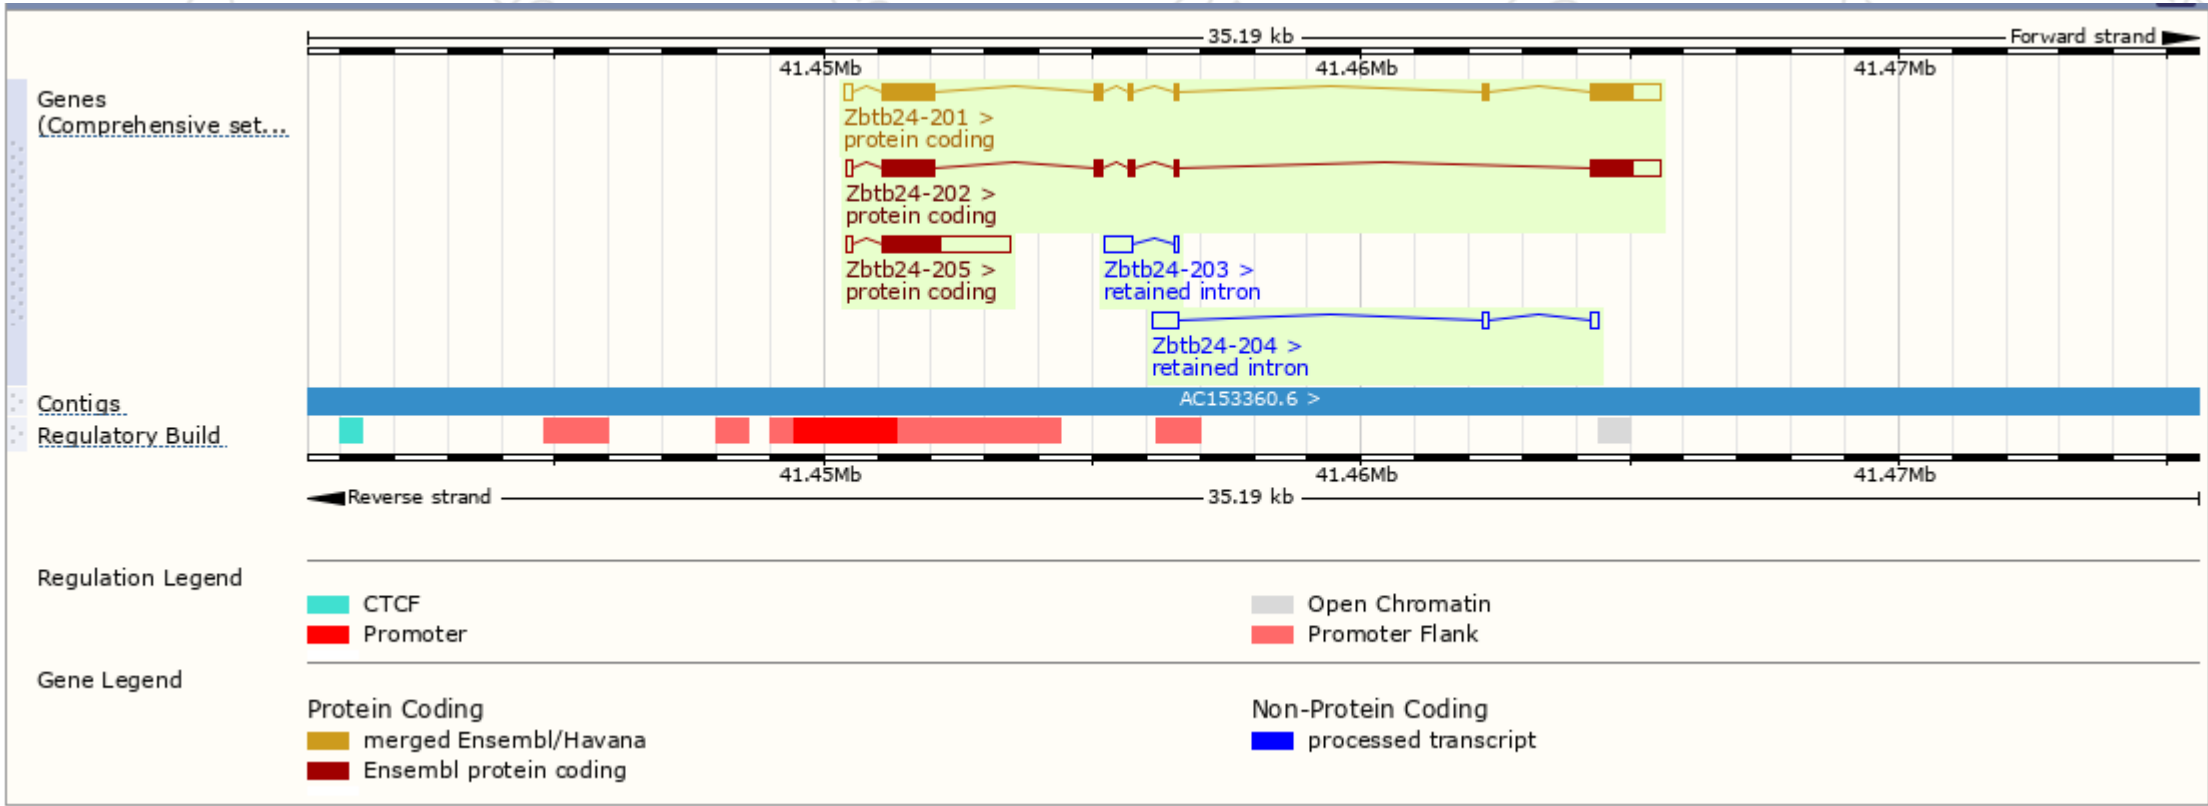 35.19 kb
Forward strand
41.45Mb 41.46Mb 41.47Mb
Genes
(Comprehensive set...
Zbtb24-201 >
protein coding
Zbtb24-202 >
protein coding
Zbtb24-205 > Zbtb24-203 >
protein coding retained intron
Zbtb24-204 >
retained intron
Contigs AC153360.6 >
Regulatory Build
41.45Mb 41.46Mb 41.47Mb
Reverse strand 35.19 kb
Regulation Legend
CTCF Open Chromatin
Promoter Promoter Flank
Gene Legend
Protein Coding Non-Protein Coding
merged Ensembl/Havana processed transcript
Ensembl protein coding